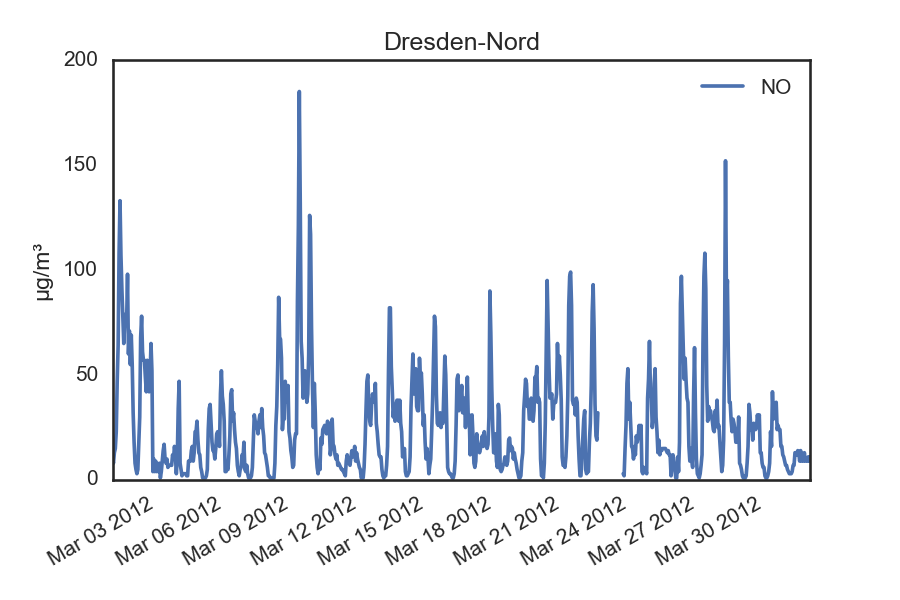 Dresden-Nord
200
150
100
50
0
µg/m³
NO
Mar 03 2012
Mar 06 2012
Mar 09 2012
Mar 12 2012
Mar 15 2012
Mar 18 2012
Mar 21 2012
Mar 24 2012
Mar 27 2012
Mar 30 2012